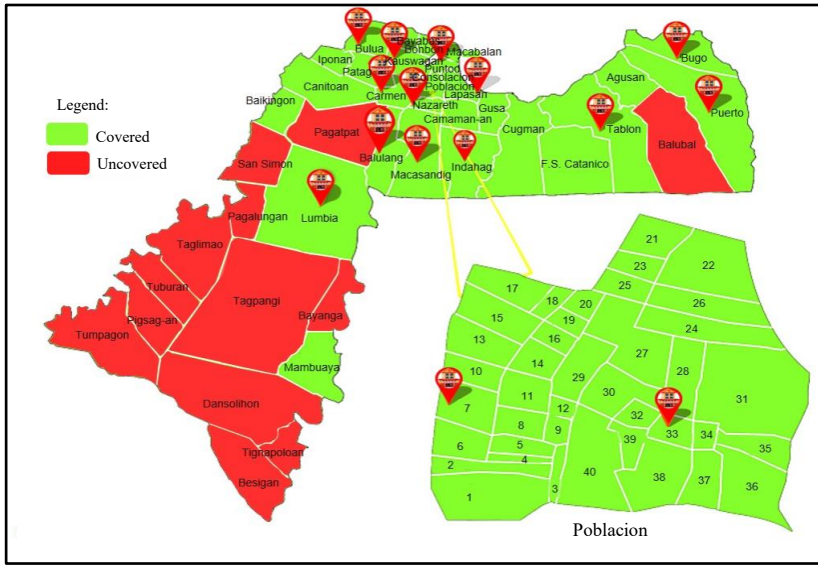 Legend:
Covered
Uncovered
Bulua
Bayabas
Bonbon
Macabalan
Kauswagan
Iponan
Patag
Puntod
Consolacion
Poblacion
Canitoan
Carmen
Lapasan
Baikingon
Nazareth
Gusa
Camaman-an
Cugman
Agusan
Bugo
Puerto
Tablon
Balubal
F.S. Catanico
Pagatpat
Balulang
Macasandig
Indahag
San Simon
Lumbia
Pagalungan
Taglimao
Tuburan
Tagpangi
Pigsag-an
Bayanga
Tumpagon
Mambuaya
Dansolihon
Tignapoloan
Besigan
21
22
23
17
25
18
20
26
15
19
24
13
16
27
14
28
10
29
11
30
31
7
12
32
8
9
33
34
39
6
5
35
4
2
40
38
37
36
3
1
Poblacion